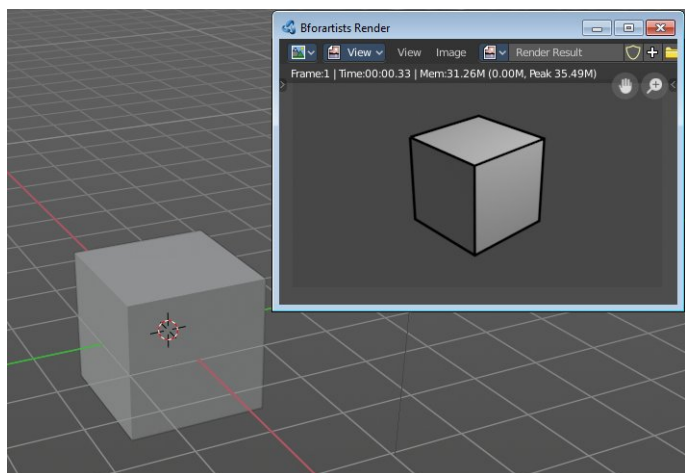 Bforartists Render
View View Image Render Result
Frame:1 | Time:00:00.33 | Mem:31.26M (0.00M, Peak 35.49M)